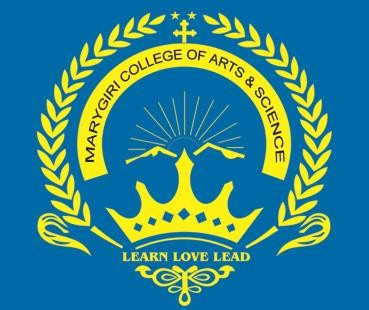 MARYGIRI COLLEGE OF ARTS & SCIENCE
LEARN LOVE LEAD